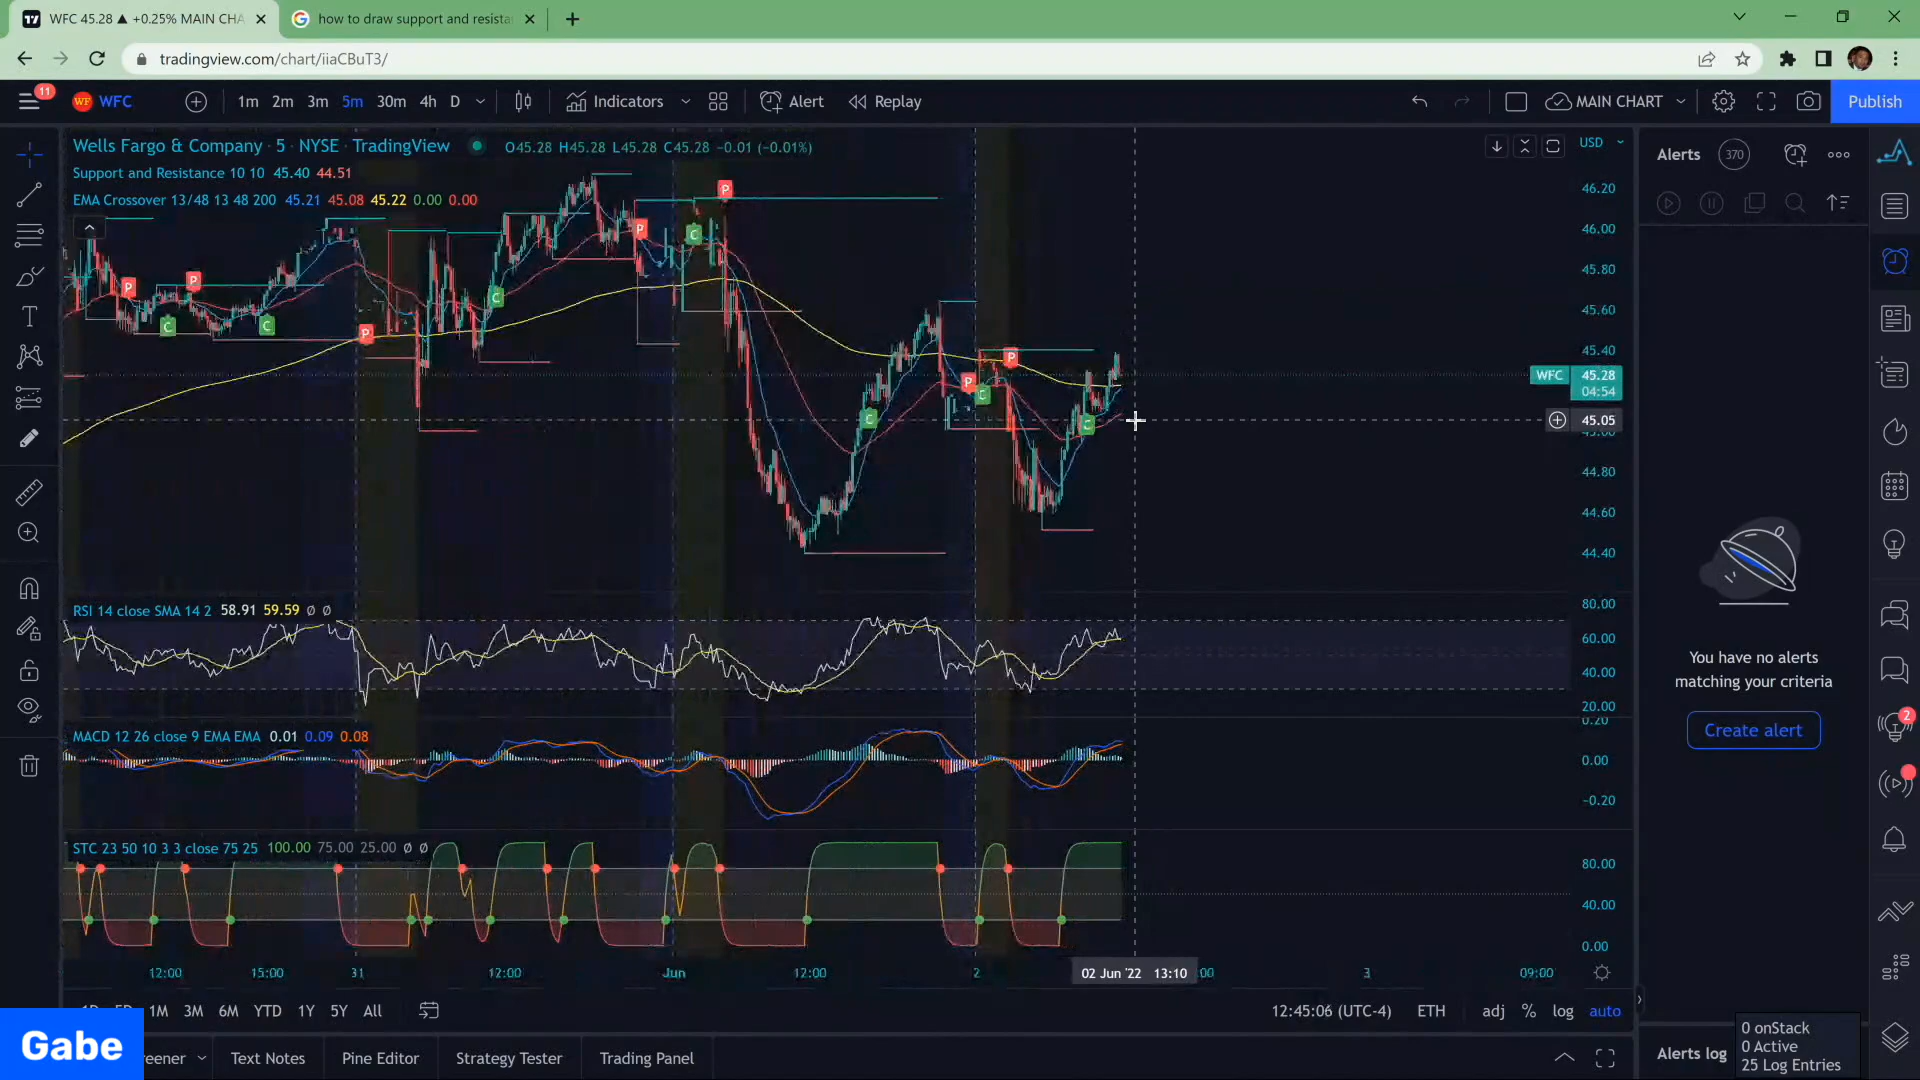 WFC 45.28 ▲ +0.25% MAIN CHA
how to draw support and resista
tradingview.com/chart/iiaCBuT3/
11
WFC
1m 2m 3m 5m 30m 4h D
Indicators
Alert
Replay
MAIN CHART
Publish
Wells Fargo & Company · 5 · NYSE · TradingView
O45.28 H45.28 L45.28 C45.28 −0.01 (−0.01%)
Support and Resistance 10 10 45.40 44.51
EMA Crossover 13/48 13 48 200 45.21 45.08 45.22 0.00 0.00
USD
46.20
46.00
45.80
45.60
45.40
WFC 45.28
04:54
45.05
44.80
44.60
44.40
P
P
C
C
P
C
P
C
P
C
P
C
P
C
RSI 14 close SMA 14 2 58.91 59.59 ø ø
80.00
60.00
40.00
20.00
MACD 12 26 close 9 EMA EMA 0.01 0.09 0.08
0.20
0.00
−0.20
STC 23 50 10 3 3 close 75 25 100.00 75.00 25.00 ø ø
80.00
40.00
0.00
12:00 15:00 31 12:00 Jun 12:00 2 02 Jun '22 13:10 :00 3 09:00
1M 3M 6M YTD 1Y 5Y All
12:45:06 (UTC-4) ETH adj % log auto
Gabe
eener Text Notes Pine Editor Strategy Tester Trading Panel
Alerts 370
You have no alerts
matching your criteria
Create alert
2
Alerts log
0 onStack
0 Active
25 Log Entries